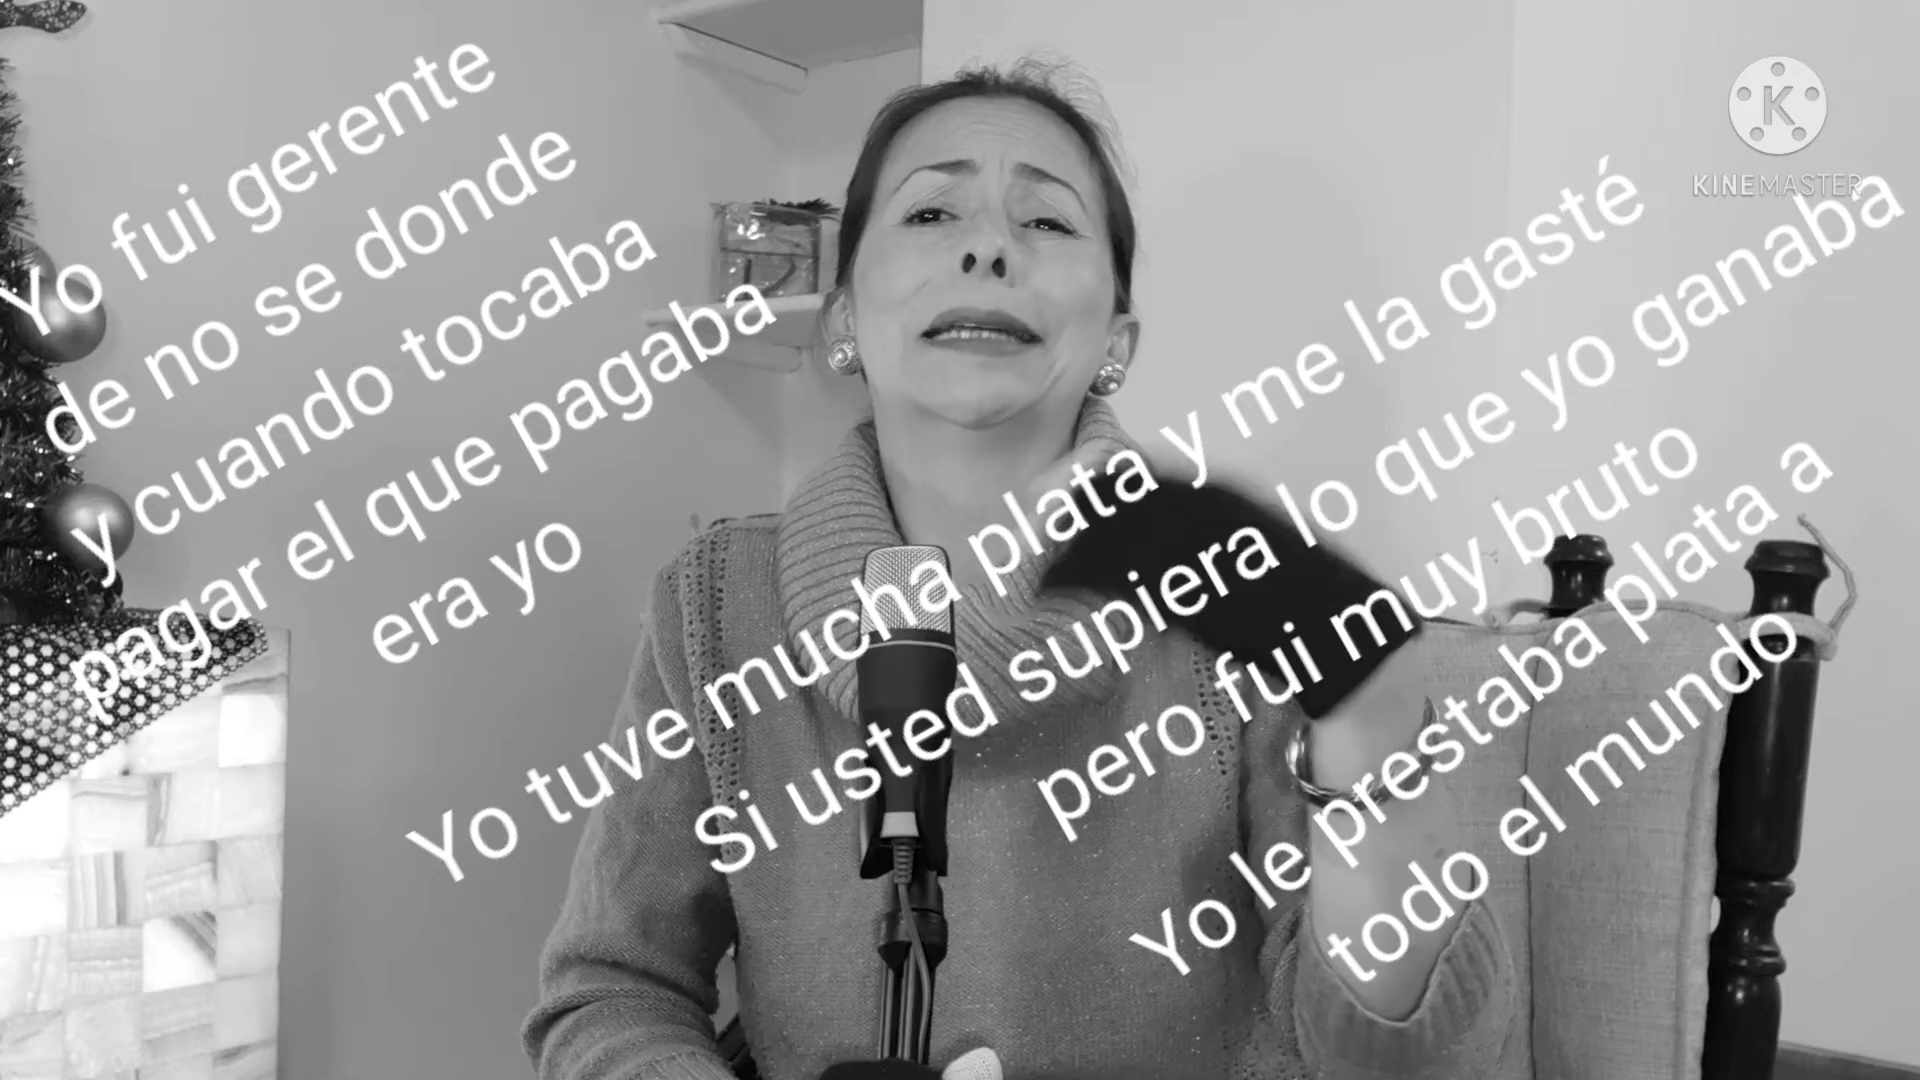 Yo fui gerente
de no se donde
y cuando tocaba
pagar el que pagaba
era yo
Yo tuve mucha plata y me la gasté
Si usted supiera lo que yo ganaba
pero fui muy bruto
Yo le prestaba plata a
todo el mundo
K
KINEMASTER